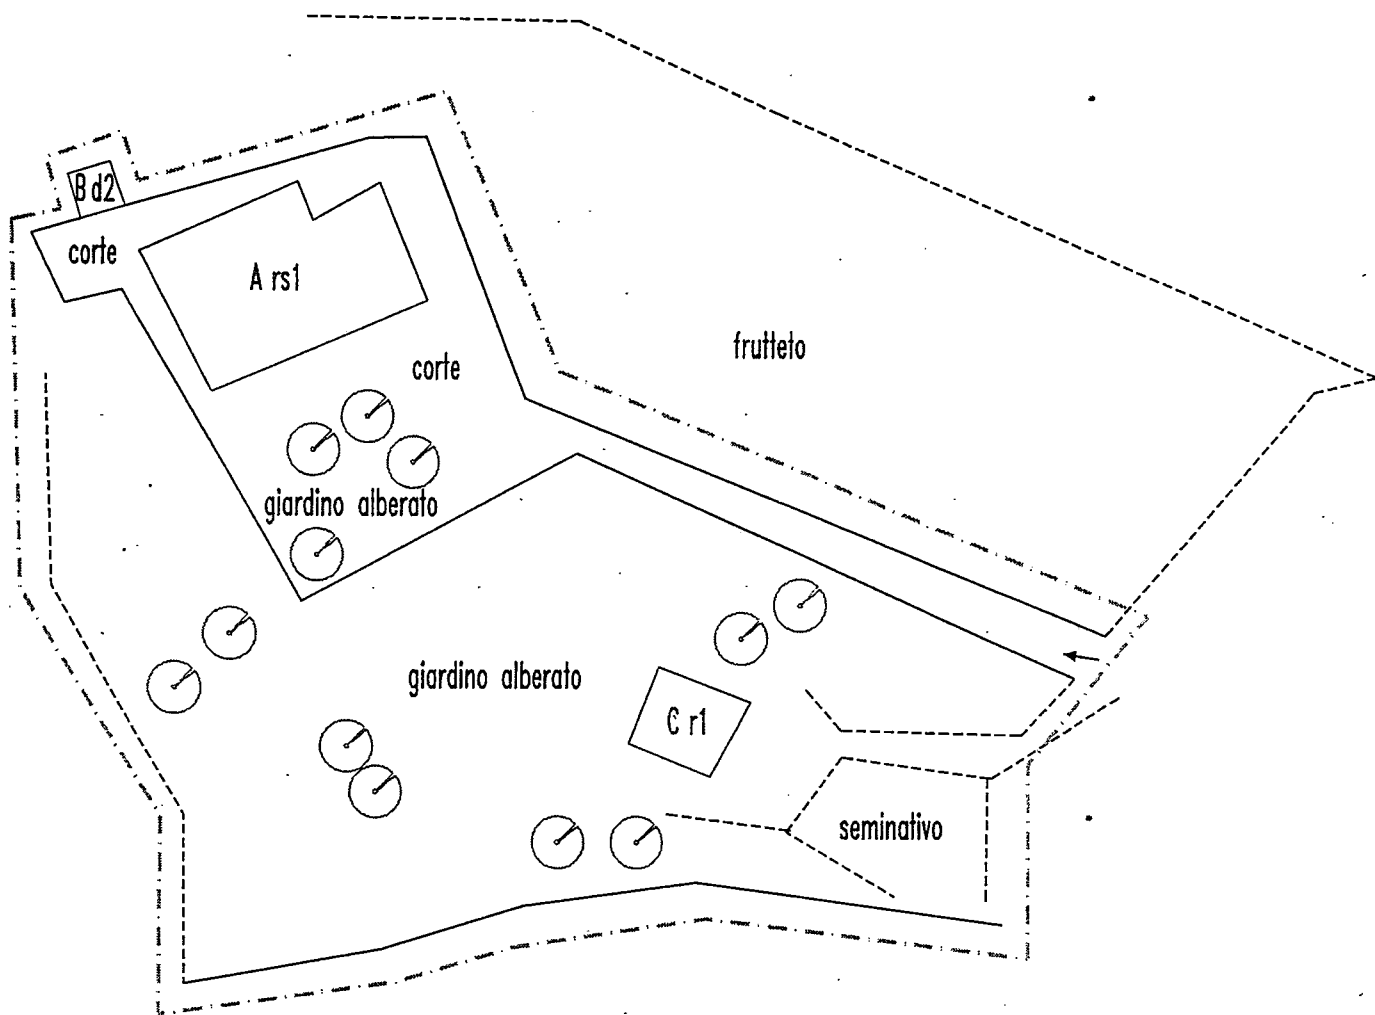 B d2
corte
A rs1
frutteto
corte
giardino alberato
giardino alberato
C r1
seminativo